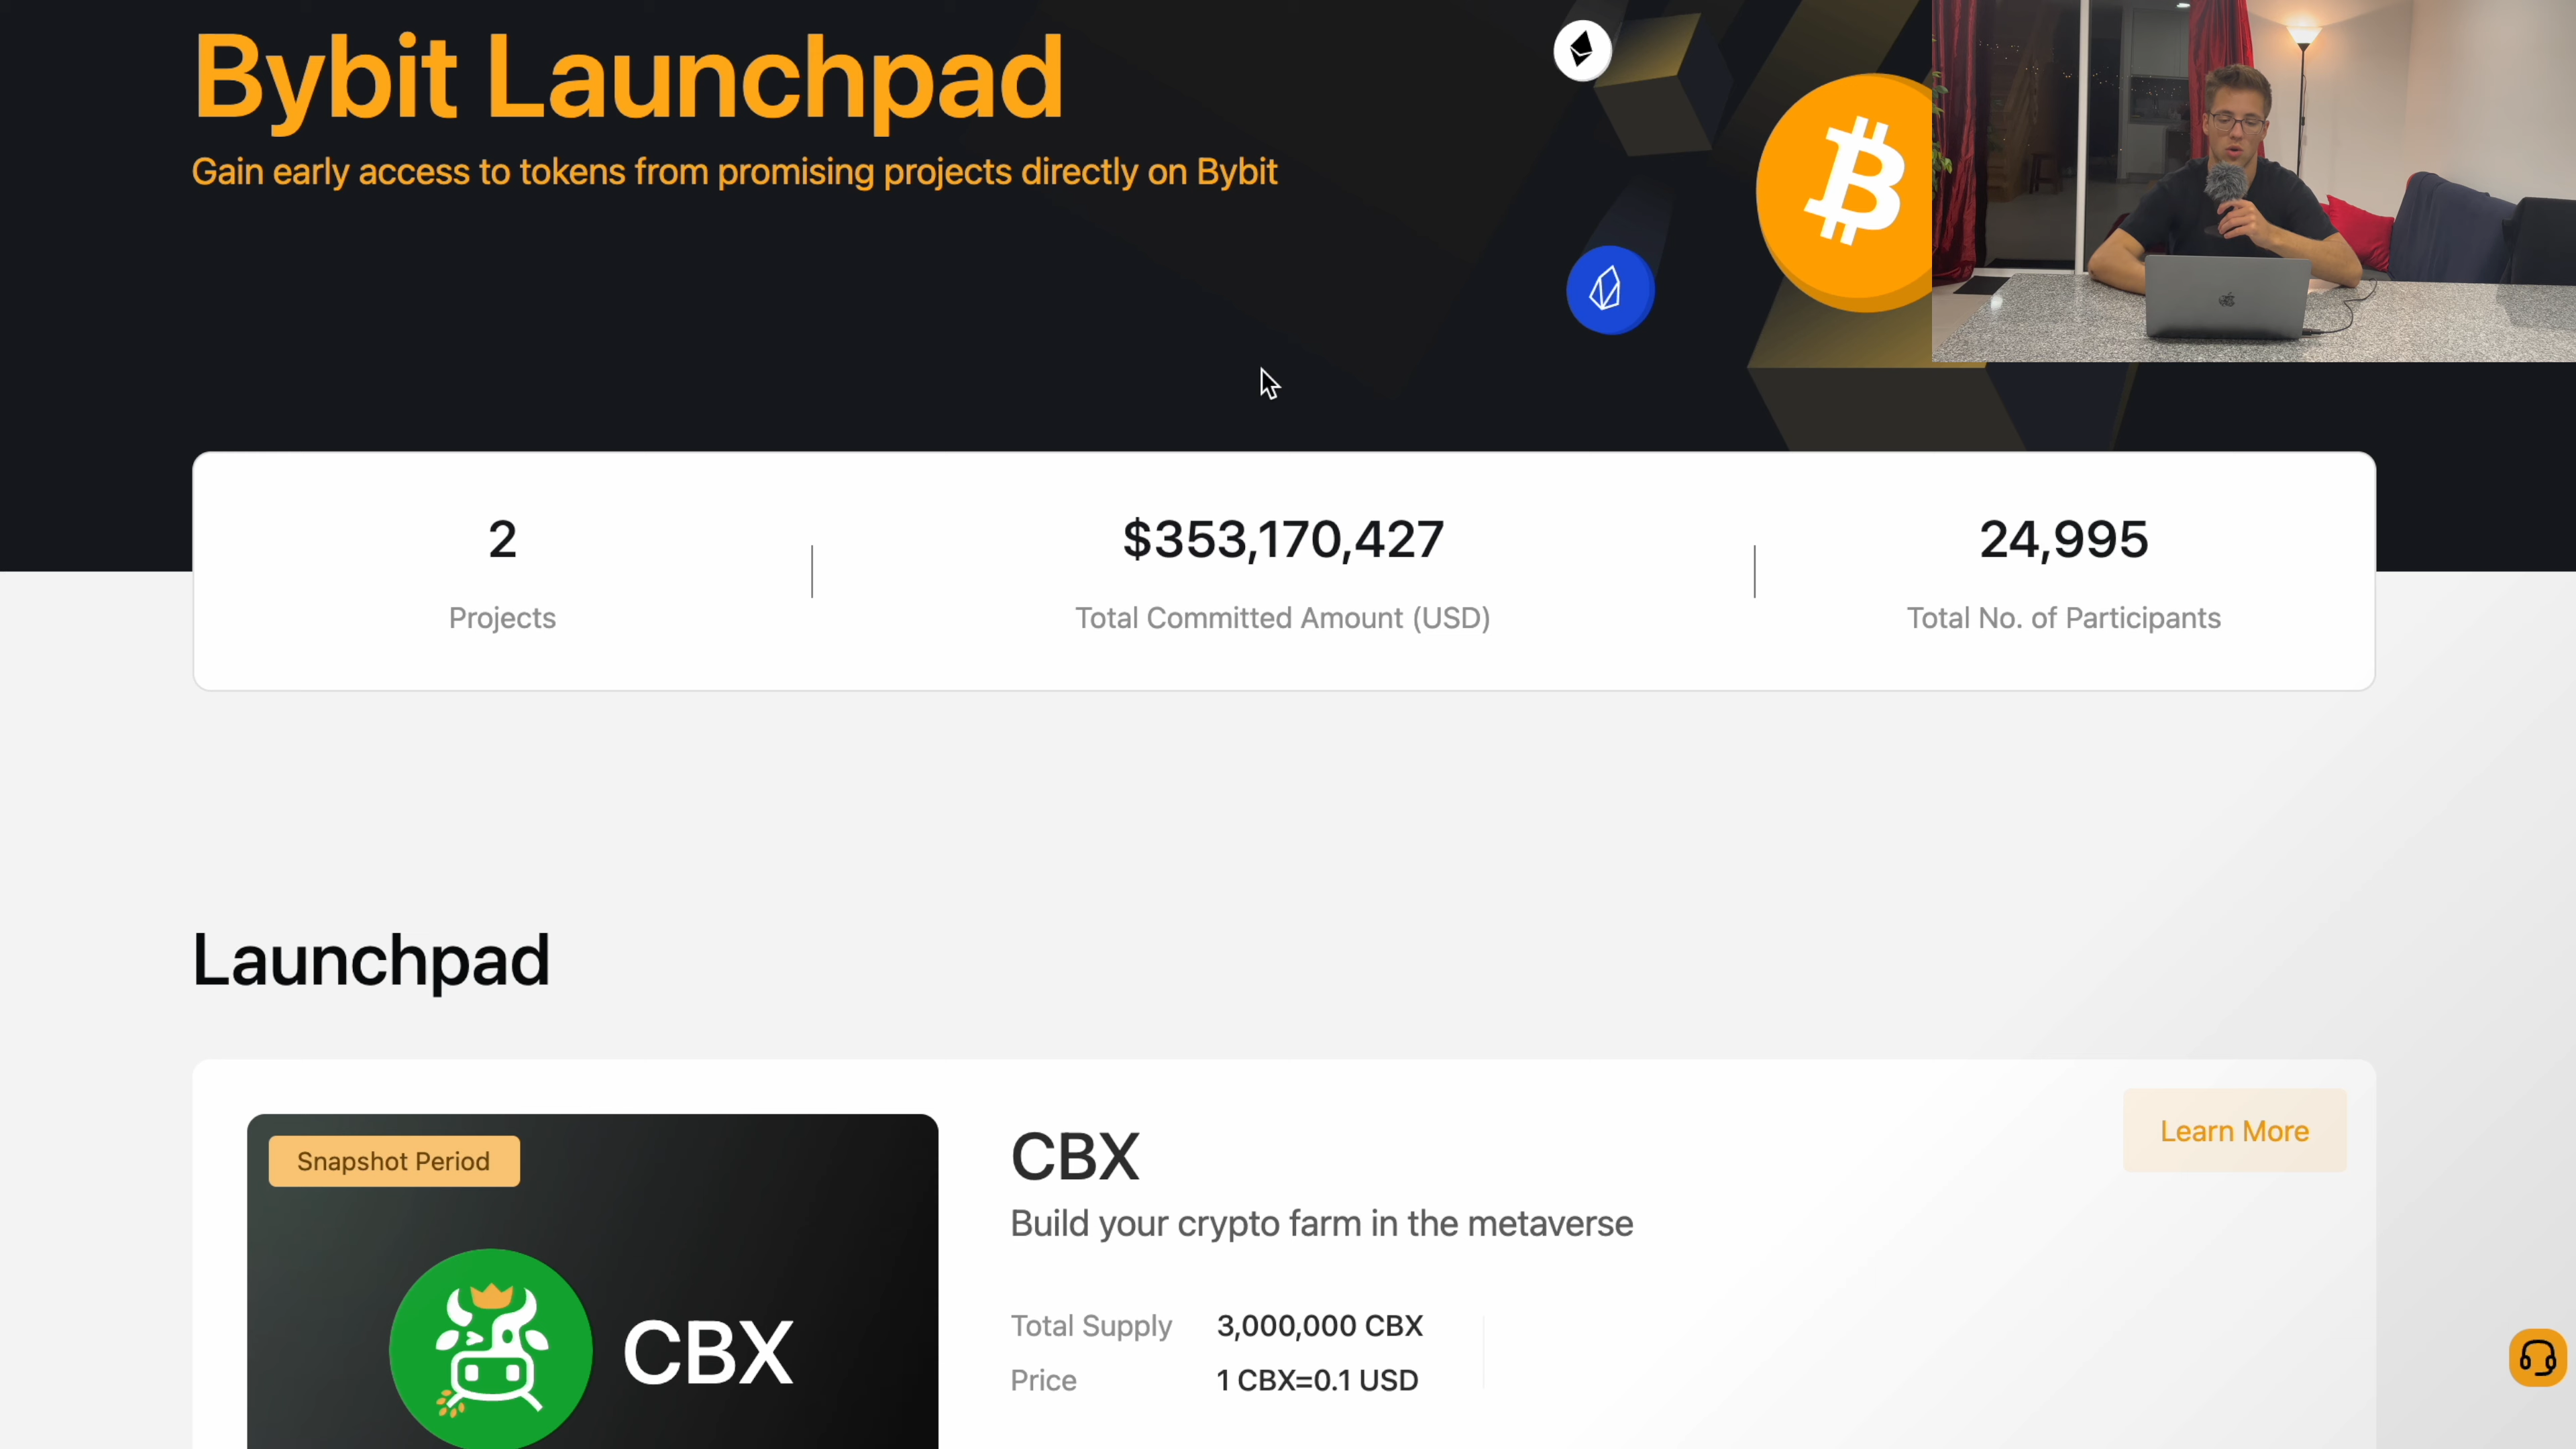 Bybit Launchpad
Gain early access to tokens from promising projects directly on Bybit
2
Projects
$353,170,427
Total Committed Amount (USD)
24,995
Total No. of Participants
Launchpad
Snapshot Period
CBX
CBX
Build your crypto farm in the metaverse
Total Supply 3,000,000 CBX
Price 1 CBX=0.1 USD
Learn More